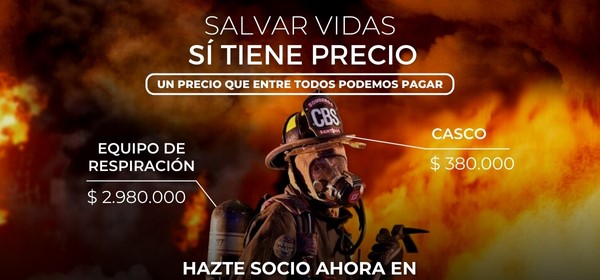 SALVAR VIDAS
SÍ TIENE PRECIO
UN PRECIO QUE ENTRE TODOS PODEMOS PAGAR
CBS
CASCO
$ 380.000
EQUIPO DE
RESPIRACIÓN
$ 2.980.000
HAZTE SOCIO AHORA EN